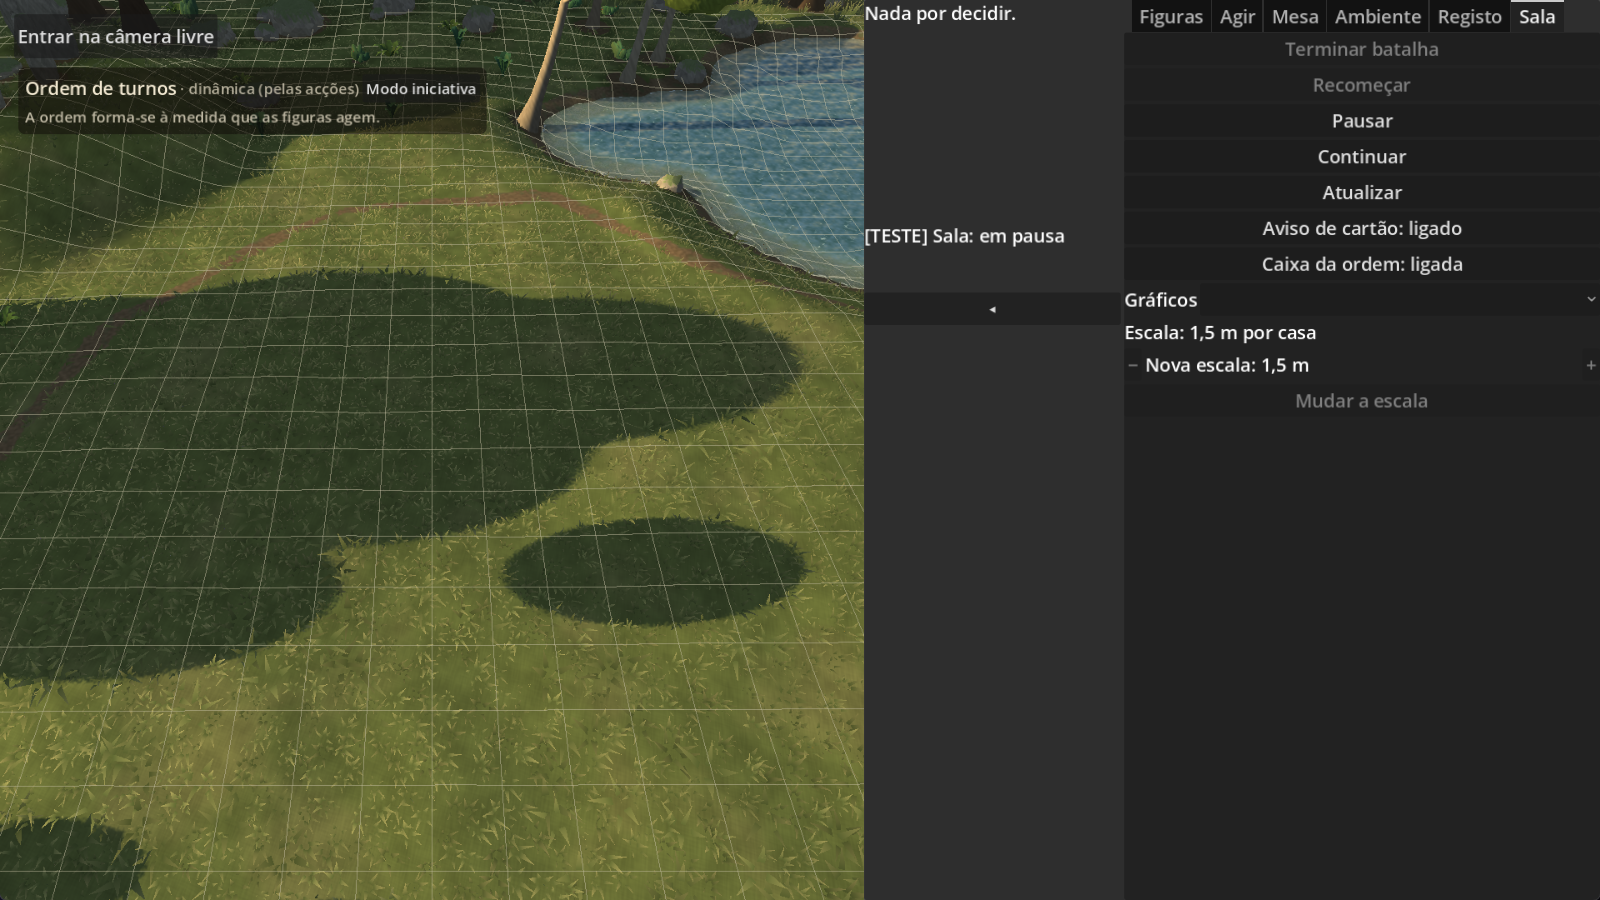 Entrar na câmera livre
Ordem de turnos · dinâmica (pelas acções) Modo iniciativa
A ordem forma-se à medida que as figuras agem.
Nada por decidir.
[TESTE] Sala: em pausa
Figuras Agir Mesa Ambiente Registo Sala
Terminar batalha
Recomeçar
Pausar
Continuar
Atualizar
Aviso de cartão: ligado
Caixa da ordem: ligada
Gráficos
Escala: 1,5 m por casa
− Nova escala: 1,5 m +
Mudar a escala